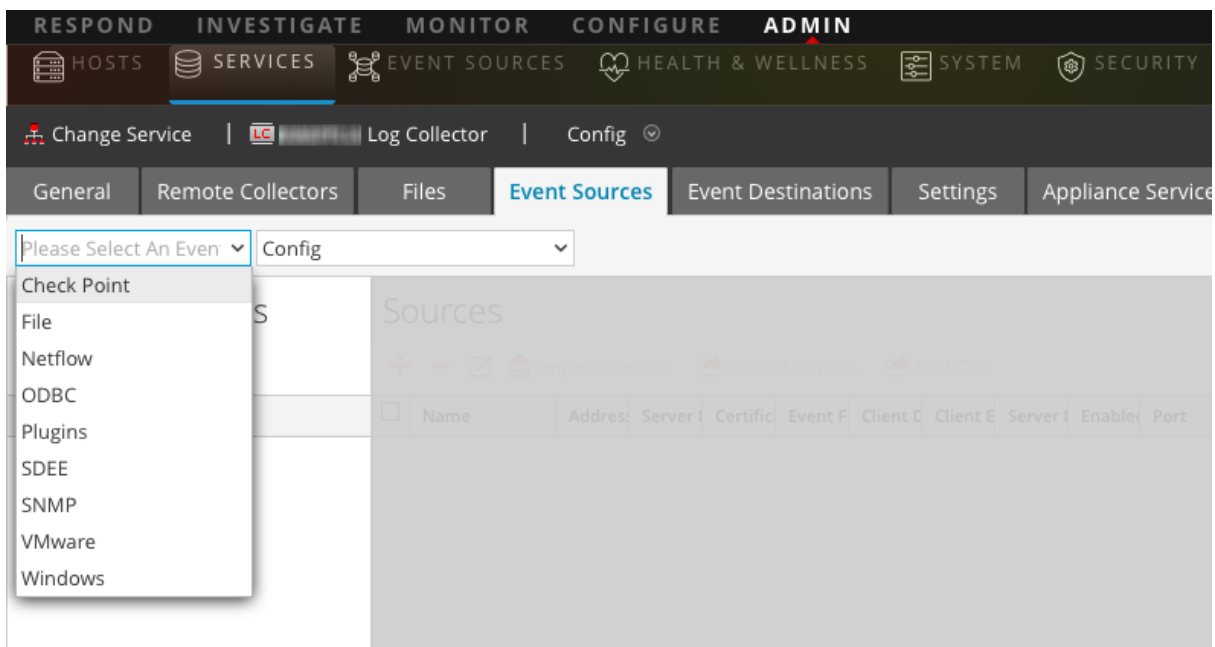 RESPOND INVESTIGATE MONITOR CONFIGURE ADMIN
HOSTS SERVICES EVENT SOURCES HEALTH & WELLNESS SYSTEM SECURITY
Change Service | LC Log Collector | Config
General Remote Collectors Files Event Sources Event Destinations Settings Appliance Service
Please Select An Even Config
Check Point
s Sources
File
Netflow
Import Source Export Source
ODBC
Name Addres Server Certific Event F Client D Client E Server Enable Port
Plugins
SDEE
SNMP
VMware
Windows